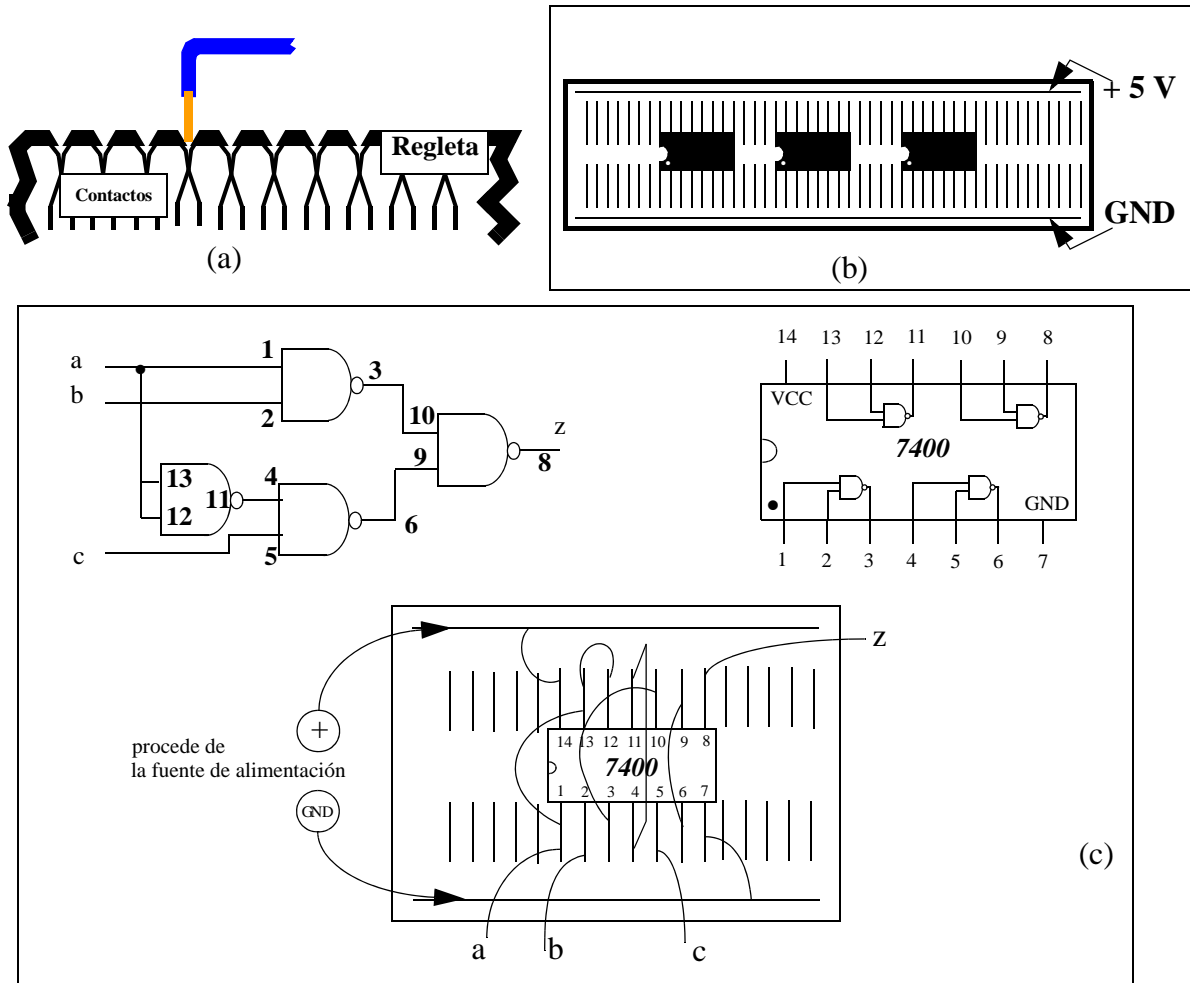 Regleta
Contactos
(a)
+ 5 V
GND
(b)
a
b
c
1
2
3
13
12
11
4
5
6
10
9
8
z
14 13 12 11 10 9 8
VCC
7400
GND
1 2 3 4 5 6 7
z
+
procede de
la fuente de alimentación
GND
14 13 12 11 10 9 8
7400
1 2 3 4 5 6 7
a b c
(c)